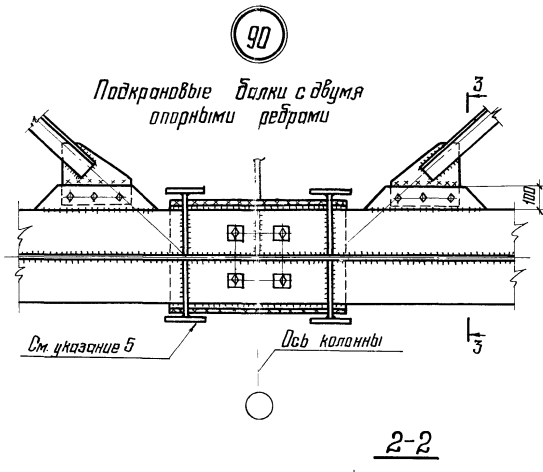 90
Подкрановые балки с двумя
опорными ребрами
3
100
См. указание 5
Ось колонны
3
2-2